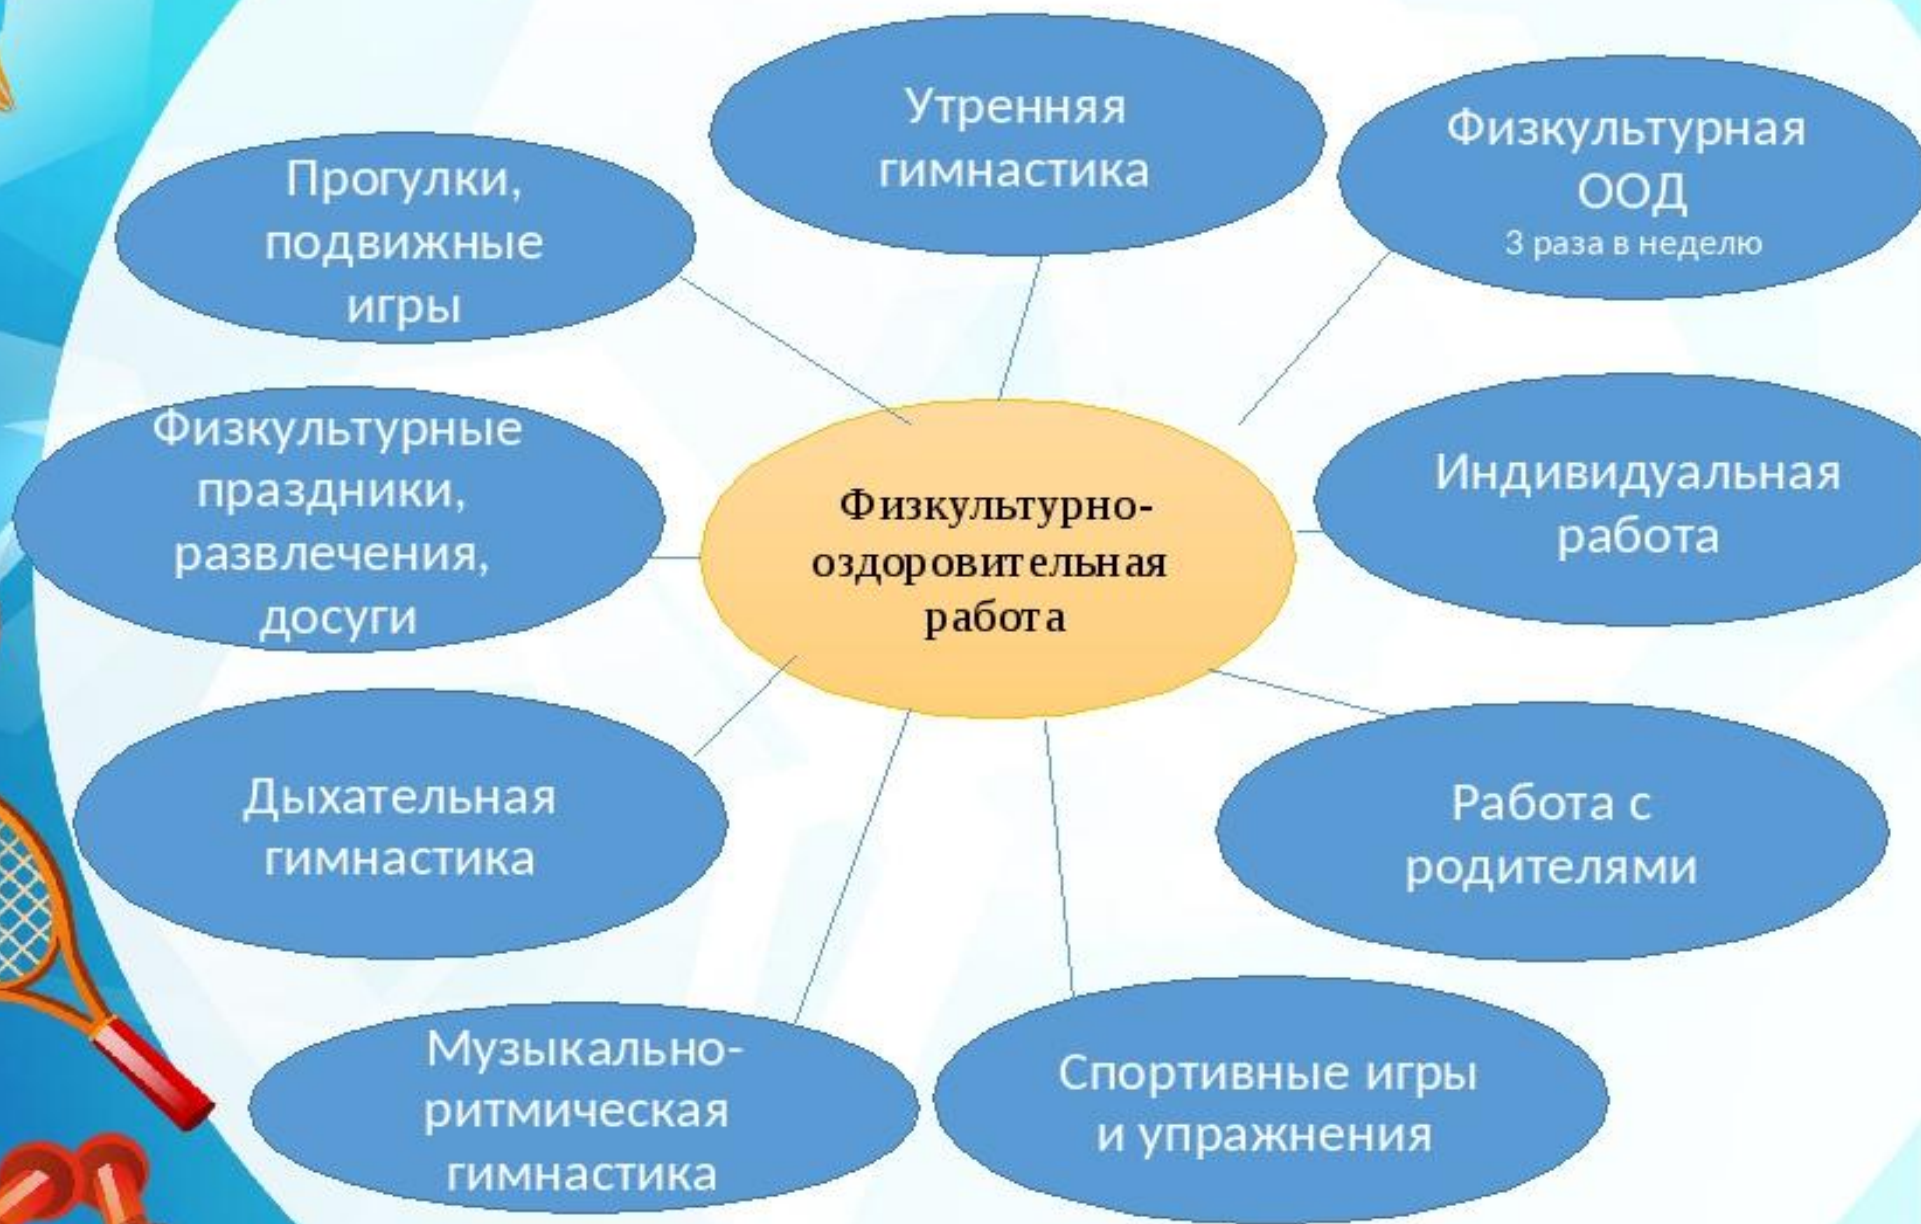 Утренняя
гимнастика
Физкультурная
ООД
3 раза в неделю
Прогулки,
подвижные
игры
Физкультурные
праздники,
развлечения,
досуги
Физкультурно-
оздоровительная
работа
Индивидуальная
работа
Дыхательная
гимнастика
Работа с
родителями
Музыкально-
ритмическая
гимнастика
Спортивные игры
и упражнения